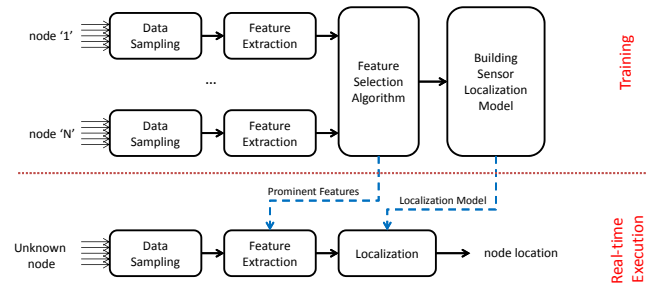 node ‘1’
Data
Sampling
Feature
Extraction
...
Feature
Selection
Algorithm
Building
Sensor
Localization
Model
Training
node ‘N’
Data
Sampling
Feature
Extraction
Prominent Features
Localization Model
Unknown
node
Data
Sampling
Feature
Extraction
Localization
node location
Real-time
Execution